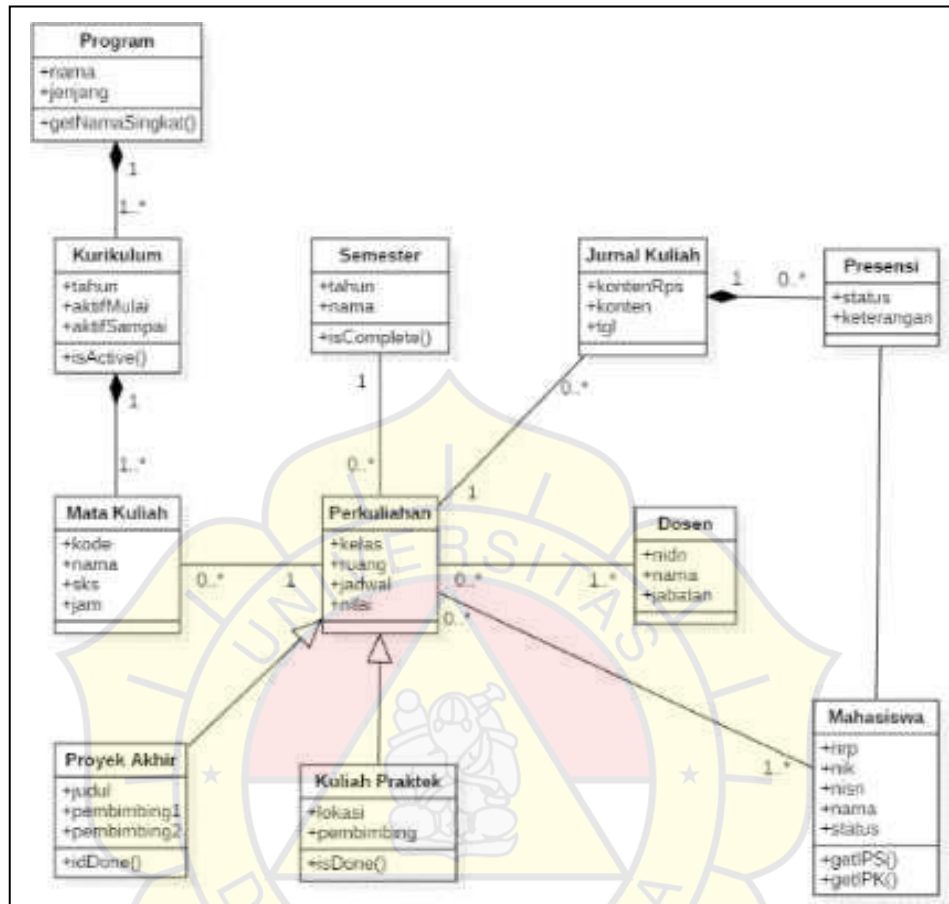 Program
+nama
+jenjang
+getNamaSingkat()
1
1..*
Kurikulum
+tahun
+aktifMulai
+aktifSampai
+isActive()
1
1..*
Semester
+tahun
+nama
+isComplete()
1
0..*
Jurnal Kuliah
+kontenRps
+konten
+tgl
1
0..*
0..*
1
Presensi
+status
+keterangan
Mata Kuliah
+kode
+nama
+sks
+jam
0..*
1
Perkuliahan
+kelas
+ruang
+jadwal
+nilai
0..*
1..*
0..*
1..*
Dosen
+nidn
+nama
+jabatan
Proyek Akhir
+judul
+pembimbing1
+pembimbing2
+idDone()
Kuliah Praktek
+lokasi
+pembimbing
+isDone()
Mahasiswa
+nrp
+nik
+nisn
+nama
+status
+getIPS()
+getIPK()
UNIVERSITAS